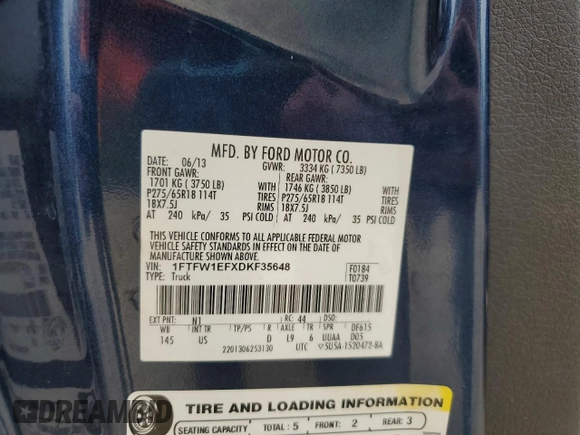 MFD. BY FORD MOTOR CO.
DATE: 06/13 GVWR: 3334 KG ( 7350 LB)
FRONT GAWR: REAR GAWR:
1701 KG ( 3750 LB) WITH 1746 KG ( 3850 LB) WITH
P275/65R18 114T TIRES P275/65R18 114T TIRES
18X7.5J RIMS 18X7.5J RIMS
AT 240 kPa/ 35 PSI COLD AT 240 kPa/ 35 PSI COLD
THIS VEHICLE CONFORMS TO ALL APPLICABLE FEDERAL MOTOR
VEHICLE SAFETY STANDARDS IN EFFECT ON THE DATE OF
MANUFACTURE SHOWN ABOVE.
VIN: 1FTFW1EFXDKF35648 F0184
TYPE: Truck T0739
EXT PNT: N1 RC: 44 DSO:
WB INT TR TP/PS R AXLE TR SPR DF615
145 US D L9 6 UUAA D05
2201306253130 UTC 5U5A-1520472-BA
TIRE AND LOADING INFORMATION
SEATING CAPACITY TOTAL : 5 FRONT: 2 REAR: 3
DREAMBID